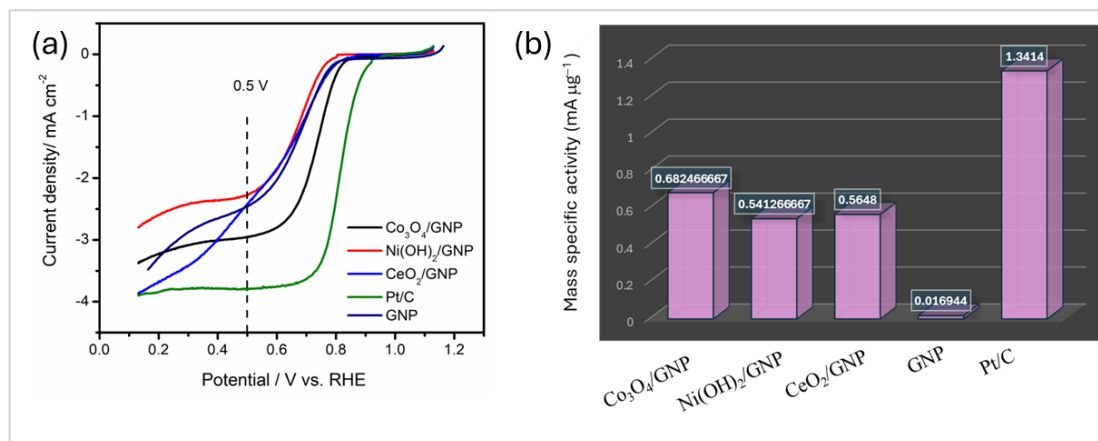 (a)
0
-1
-2
-3
-4
Current density/ mA cm⁻²
0.5 V
Co₃O₄/GNP
Ni(OH)₂/GNP
CeO₂/GNP
Pt/C
GNP
0.0 0.2 0.4 0.6 0.8 1.0 1.2
Potential / V vs. RHE
(b)
Mass specific activity (mA µg⁻¹)
1.4
1.2
1
0.8
0.6
0.4
0.2
0
0.682466667
0.541266667
0.5648
0.016944
1.3414
Co₃O₄/GNP
Ni(OH)₂/GNP
CeO₂/GNP
GNP
Pt/C